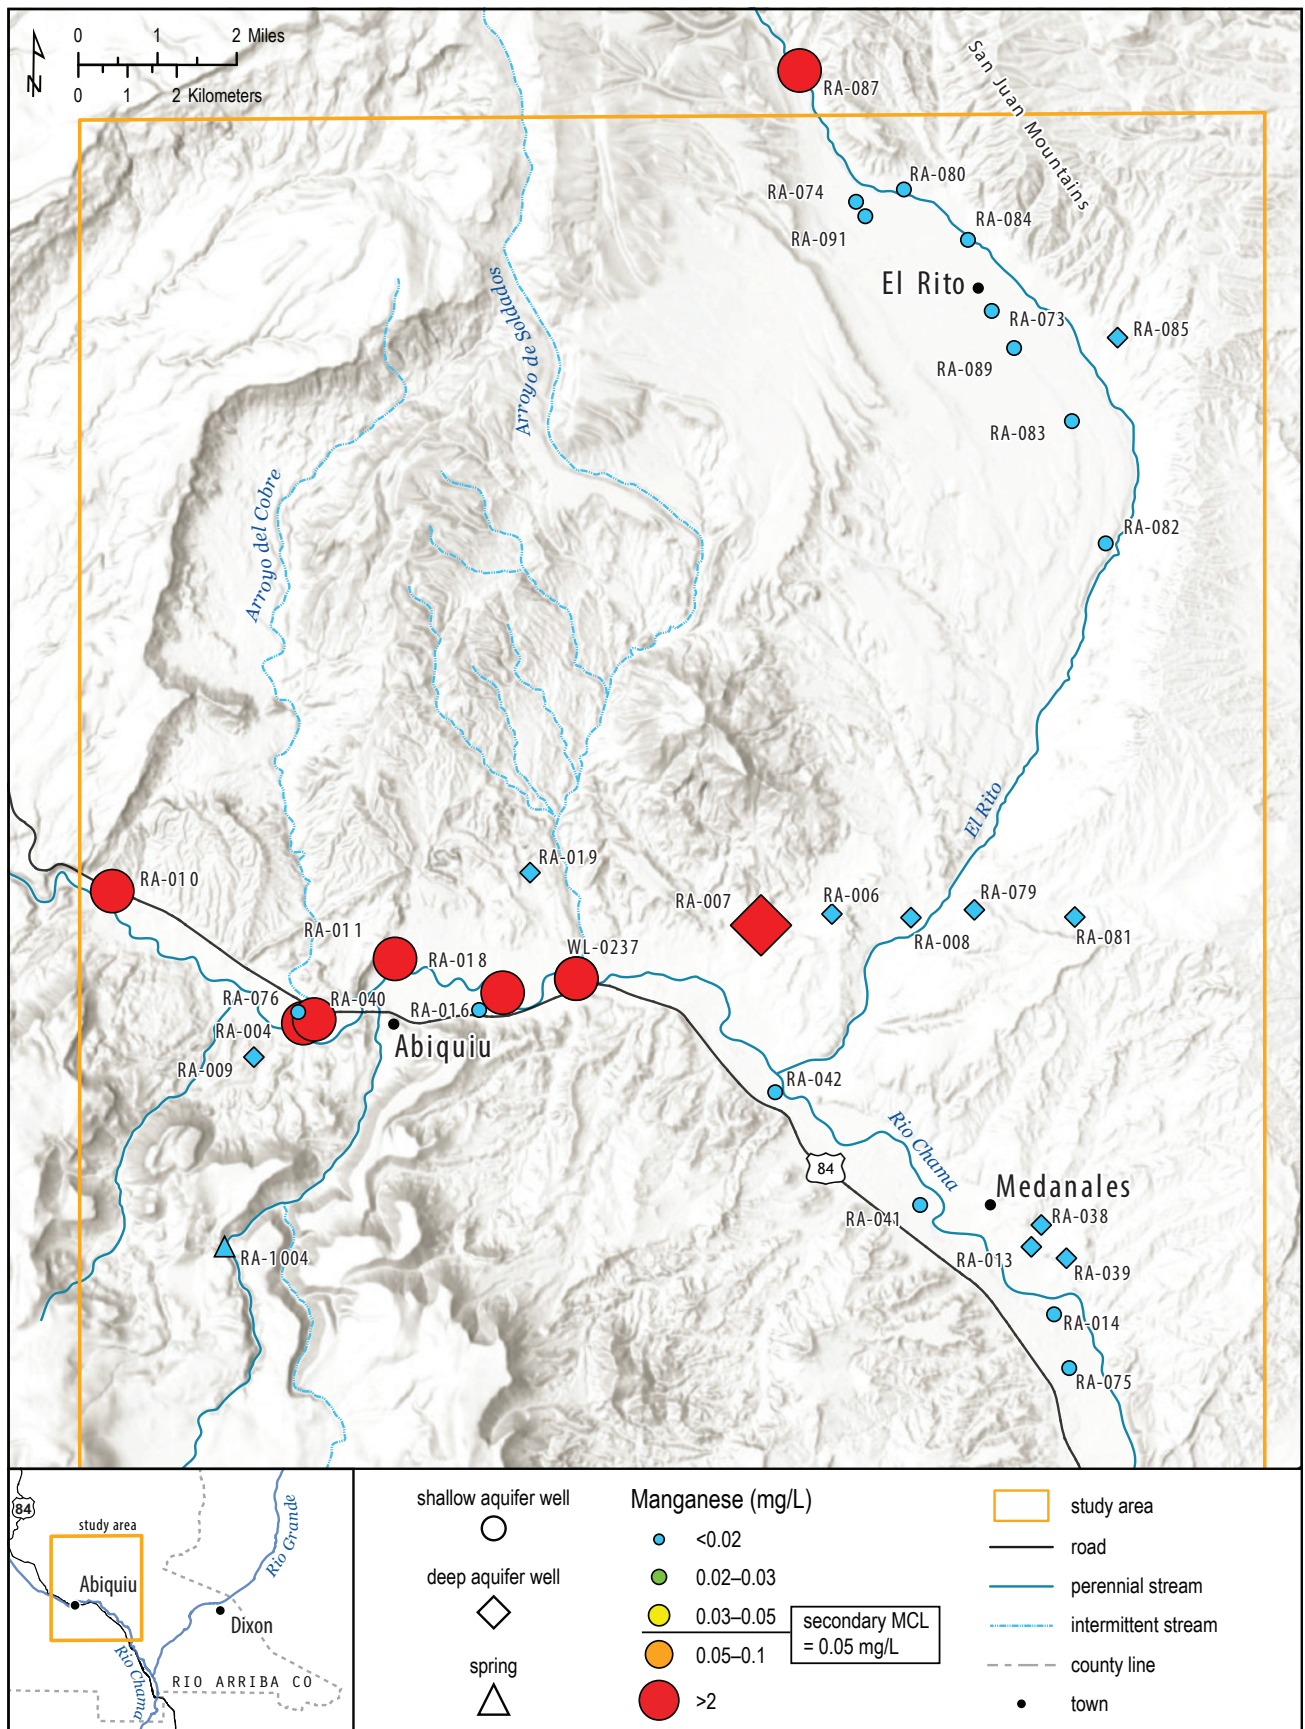 0 1 2 Miles
N
0 1 2 Kilometers
San Juan Mountains
RA-087
RA-080
RA-074
RA-084
RA-091
El Rito
RA-073
RA-085
RA-089
RA-083
RA-082
Arroyo de Soldados
Arroyo del Cobre
El Rito
RA-019
RA-010
RA-007
RA-006
RA-079
RA-008
RA-081
RA-011
RA-018
WL-0237
RA-076
RA-040
RA-016
RA-004
RA-009
Abiquiu
RA-042
Rio Chama
84
Medanales
RA-041
RA-038
RA-013
RA-039
RA-1004
RA-014
RA-075
84
study area
Abiquiu
Rio Grande
Dixon
Rio Chama
RIO ARRIBA CO
shallow aquifer well
deep aquifer well
spring
Manganese (mg/L)
<0.02
0.02–0.03
0.03–0.05
0.05–0.1
>2
secondary MCL
= 0.05 mg/L
study area
road
perennial stream
intermittent stream
county line
town